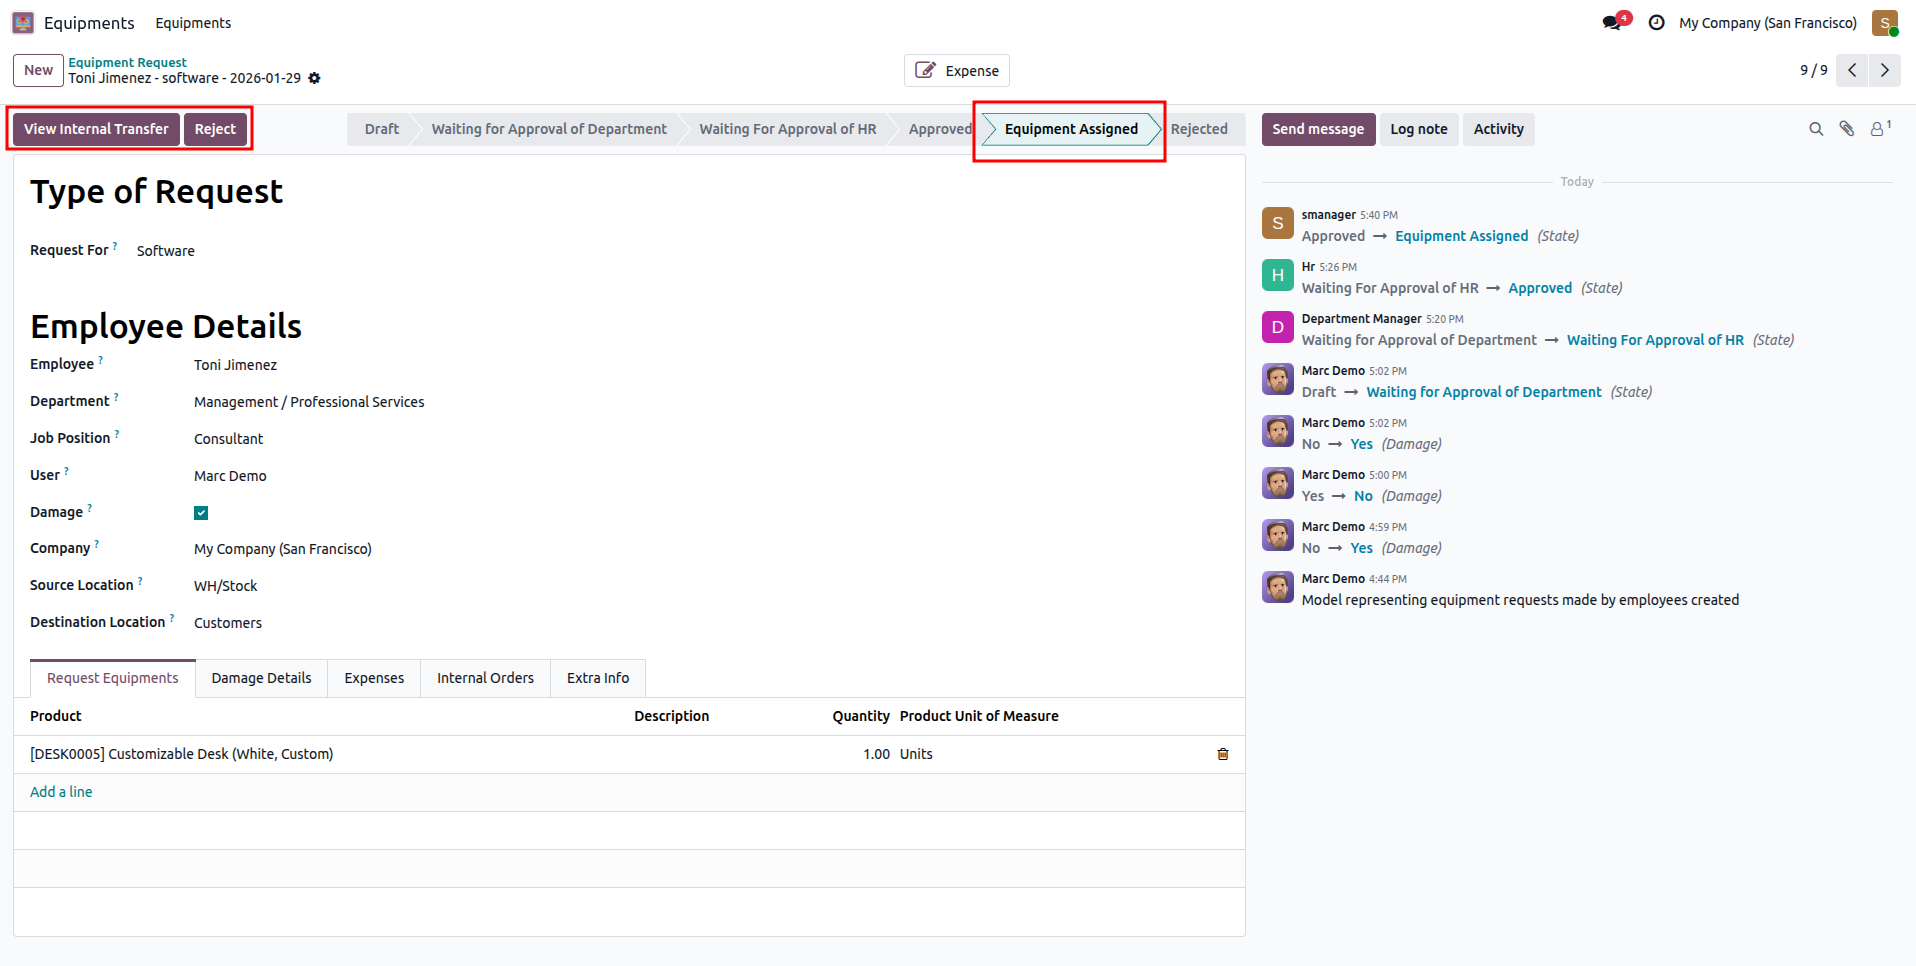 Equipments Equipments 4 My Company (San Francisco) S
New Equipment Request Expense 9 / 9
Toni Jimenez - software - 2026-01-29
View Internal Transfer Reject Draft Waiting for Approval of Department Waiting For Approval of HR Approved Equipment Assigned Rejected Send message Log note Activity 1
Type of Request
Request For ? Software
Employee Details
Employee ? Toni Jimenez
Department ? Management / Professional Services
Job Position ? Consultant
User ? Marc Demo
Damage ?
Company ? My Company (San Francisco)
Source Location ? WH/Stock
Destination Location ? Customers
Request Equipments Damage Details Expenses Internal Orders Extra Info
Product Description Quantity Product Unit of Measure
[DESK0005] Customizable Desk (White, Custom) 1.00 Units
Add a line
Today
S smanager 5:40 PM
Approved → Equipment Assigned (State)
H Hr 5:26 PM
Waiting For Approval of HR → Approved (State)
D Department Manager 5:20 PM
Waiting for Approval of Department → Waiting For Approval of HR (State)
Marc Demo 5:02 PM
Draft → Waiting for Approval of Department (State)
Marc Demo 5:02 PM
No → Yes (Damage)
Marc Demo 5:00 PM
Yes → No (Damage)
Marc Demo 4:59 PM
No → Yes (Damage)
Marc Demo 4:44 PM
Model representing equipment requests made by employees created